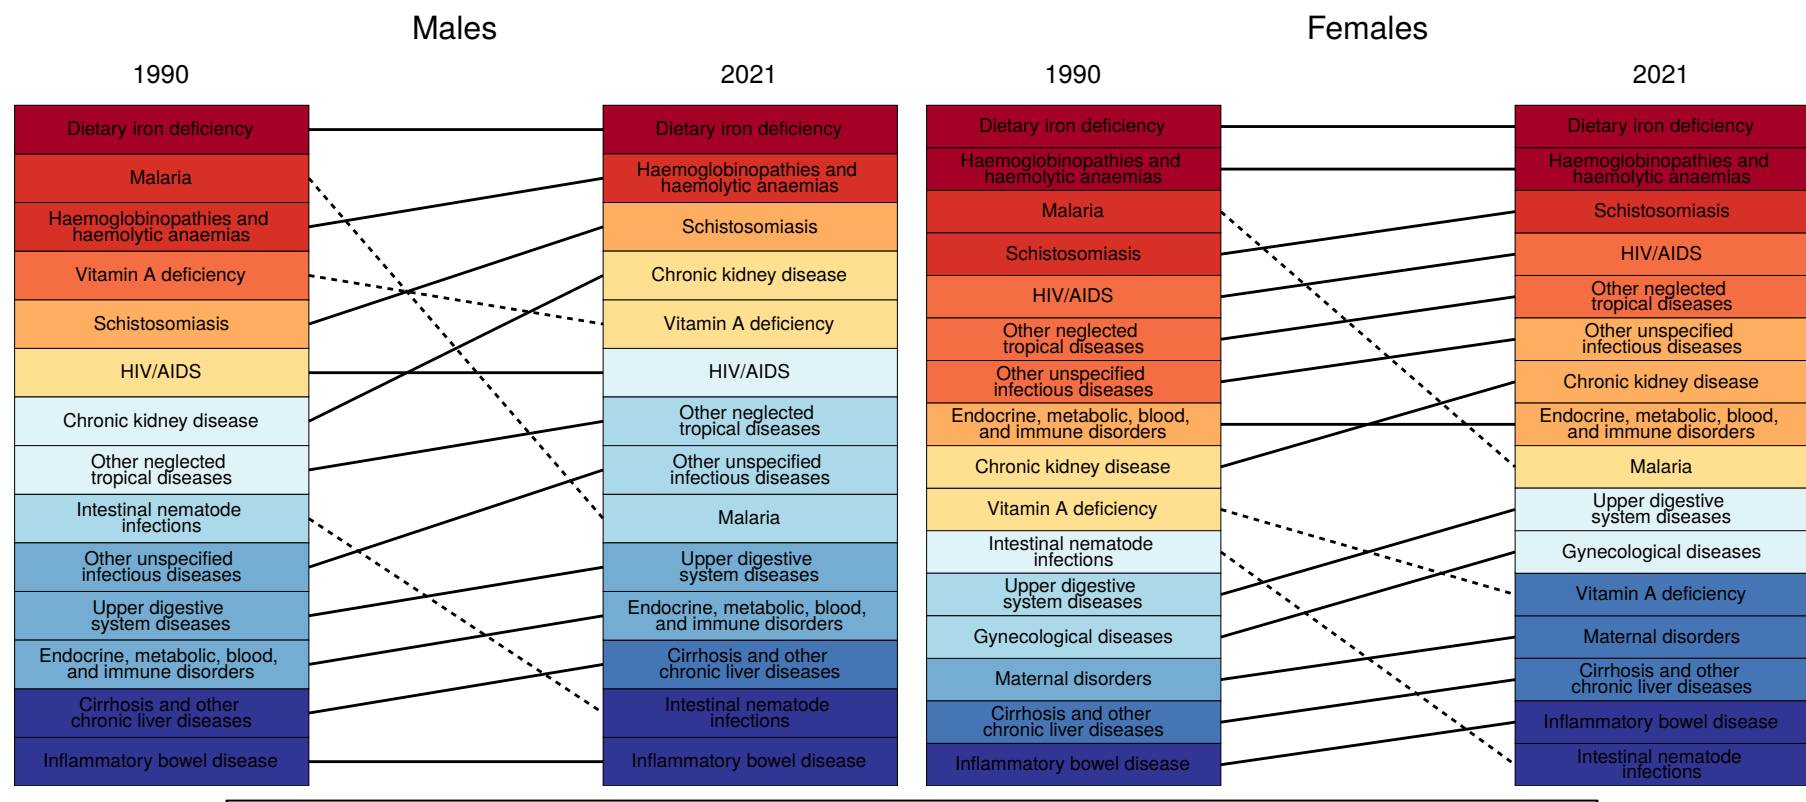 Males
Females
1990
2021
1990
2021
Dietary iron deficiency
Malaria
Haemoglobinopathies and
haemolytic anaemias
Vitamin A deficiency
Schistosomiasis
HIV/AIDS
Chronic kidney disease
Other neglected
tropical diseases
Intestinal nematode
infections
Other unspecified
infectious diseases
Upper digestive
system diseases
Endocrine, metabolic, blood,
and immune disorders
Cirrhosis and other
chronic liver diseases
Inflammatory bowel disease
Dietary iron deficiency
Haemoglobinopathies and
haemolytic anaemias
Schistosomiasis
Chronic kidney disease
Vitamin A deficiency
HIV/AIDS
Other neglected
tropical diseases
Other unspecified
infectious diseases
Malaria
Upper digestive
system diseases
Endocrine, metabolic, blood,
and immune disorders
Cirrhosis and other
chronic liver diseases
Intestinal nematode
infections
Inflammatory bowel disease
Dietary iron deficiency
Haemoglobinopathies and
haemolytic anaemias
Malaria
Schistosomiasis
HIV/AIDS
Other neglected
tropical diseases
Other unspecified
infectious diseases
Endocrine, metabolic, blood,
and immune disorders
Chronic kidney disease
Vitamin A deficiency
Intestinal nematode
infections
Upper digestive
system diseases
Gynecological diseases
Maternal disorders
Cirrhosis and other
chronic liver diseases
Inflammatory bowel disease
Dietary iron deficiency
Haemoglobinopathies and
haemolytic anaemias
Schistosomiasis
HIV/AIDS
Other neglected
tropical diseases
Other unspecified
infectious diseases
Chronic kidney disease
Endocrine, metabolic, blood,
and immune disorders
Malaria
Upper digestive
system diseases
Gynecological diseases
Vitamin A deficiency
Maternal disorders
Cirrhosis and other
chronic liver diseases
Inflammatory bowel disease
Intestinal nematode
infections